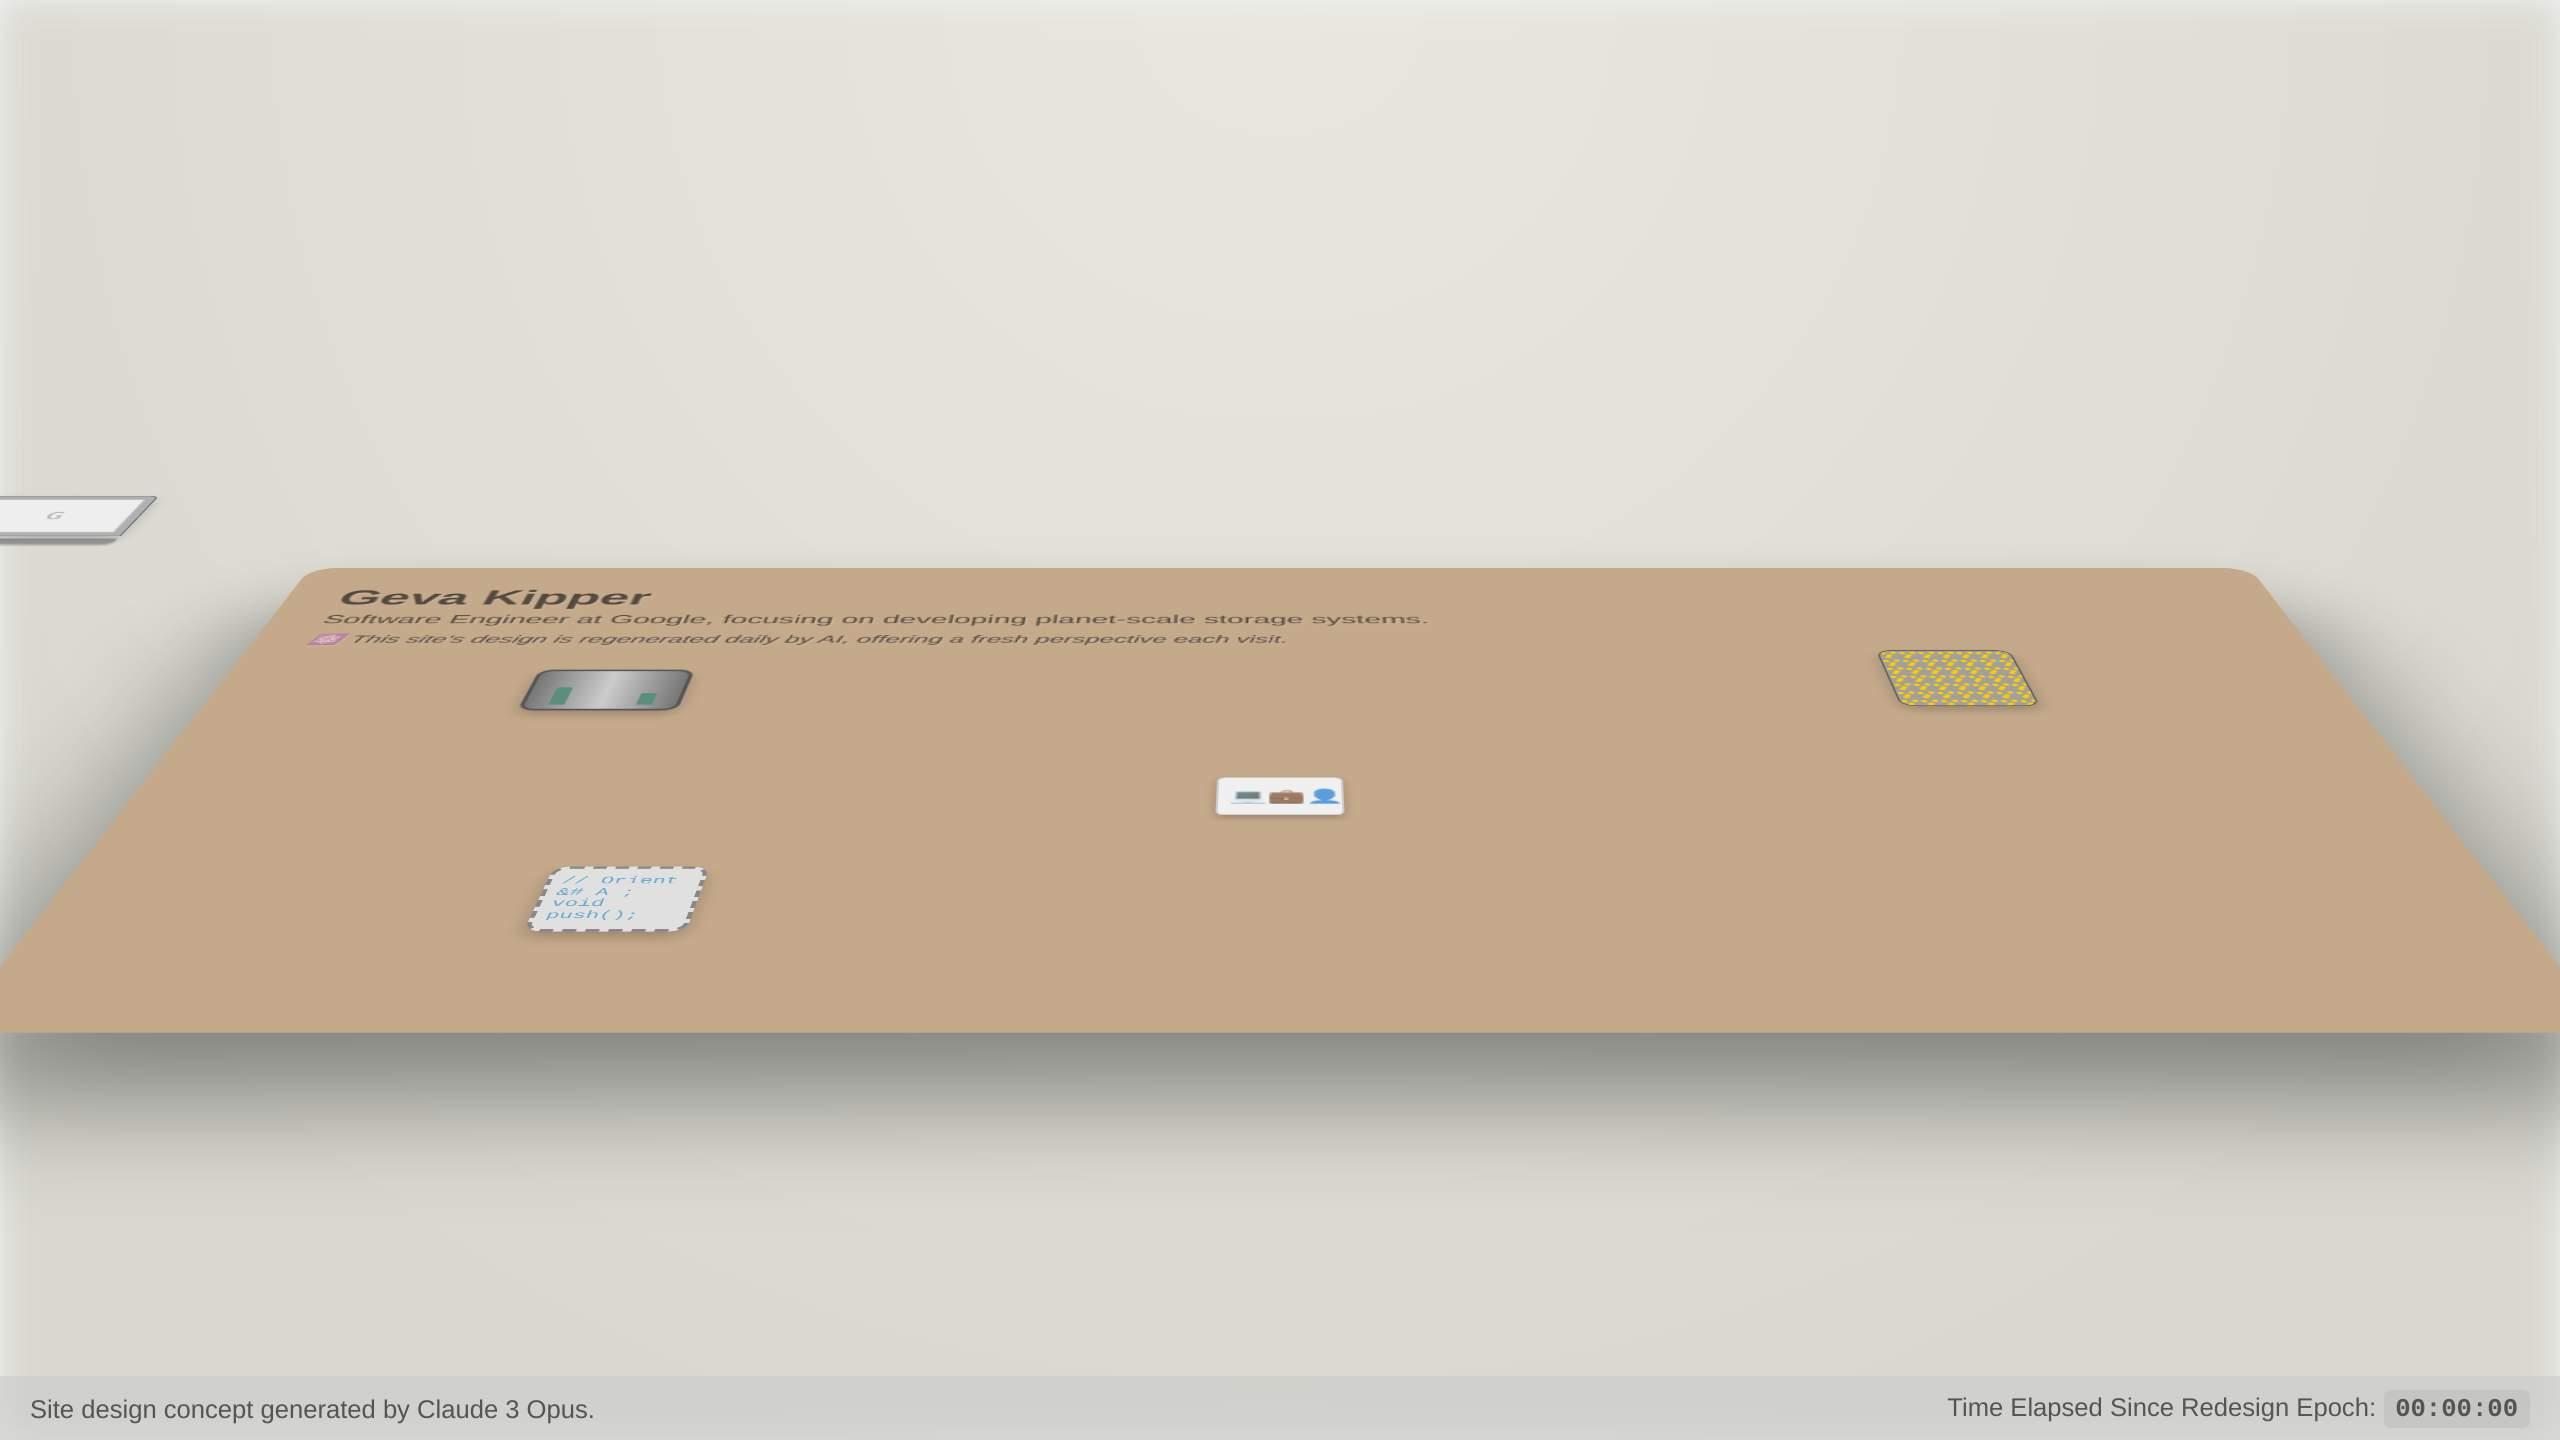 G
Geva Kipper
Software Engineer at Google, focusing on developing planet-scale storage systems.
This site's design is regenerated daily by AI, offering a fresh perspective each visit.
// Orient
&# A ;
void
push();
Site design concept generated by Claude 3 Opus.
Time Elapsed Since Redesign Epoch: 00:00:00